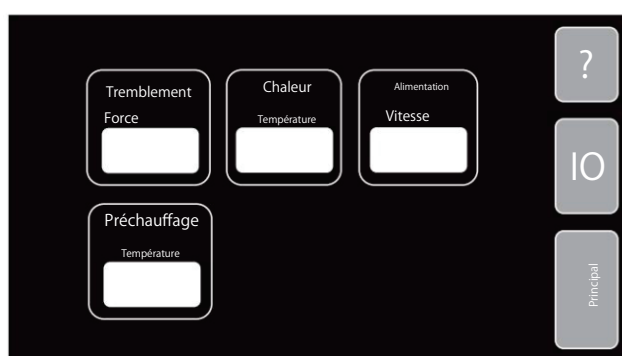 Tremblement
Force
Chaleur
Température
Alimentation
Vitesse
Préchauffage
Température
?
IO
Principal